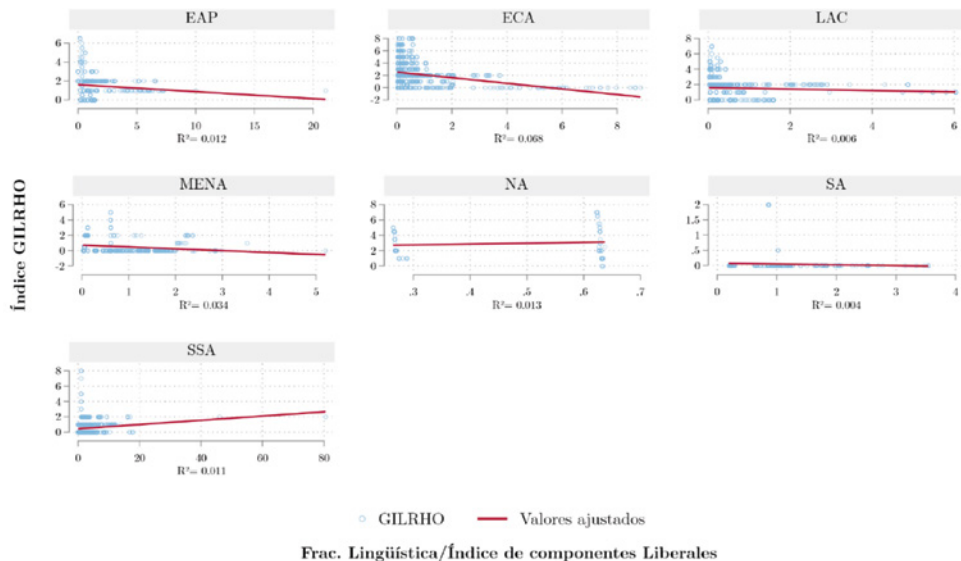 EAP
6
4
2
0
0 5 10 15 20
R²= 0.012
ECA
8
6
4
2
0
-2
0 2 4 6 8
R²= 0.068
LAC
8
6
4
2
0
0 2 4 6
R²= 0.006
Índice GILRHO
MENA
6
4
2
0
-2
0 1 2 3 4 5
R²= 0.034
NA
8
6
4
2
0
.3 .4 .5 .6 .7
R²= 0.013
SA
2
1.5
1
.5
0
0 1 2 3 4
R²= 0.004
SSA
8
6
4
2
0
0 20 40 60 80
R²= 0.011
GILRHO Valores ajustados
Frac. Lingüística/Índice de componentes Liberales